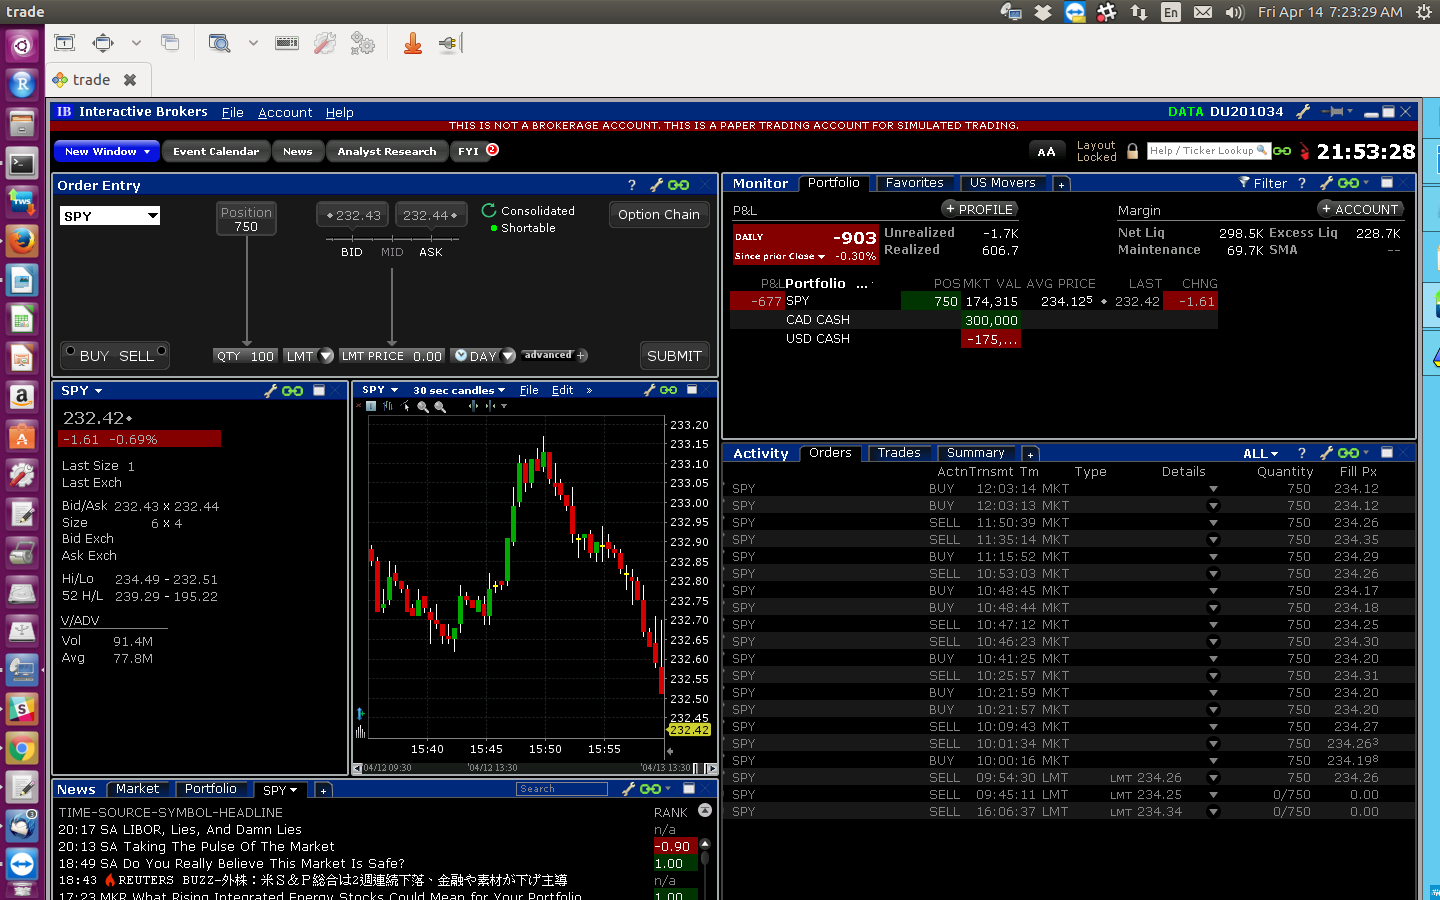 trade
En
Fri Apr 14 7:23:29 AM
trade
IB Interactive Brokers File Account Help
DATA DU201034
THIS IS NOT A BROKERAGE ACCOUNT. THIS IS A PAPER TRADING ACCOUNT FOR SIMULATED TRADING.
New Window Event Calendar News Analyst Research FYI 2
AA Layout Locked Help / Ticker Lookup 21:53:28
Order Entry ?
SPY
Position 750
232.43 232.44
BID MID ASK
Consolidated
Shortable
Option Chain
BUY SELL QTY 100 LMT LMT PRICE 0.00 DAY advanced + SUBMIT
Monitor Portfolio Favorites US Movers + Filter ?
P&L + PROFILE Margin + ACCOUNT
DAILY -903 Unrealized -1.7K Net Liq 298.5K Excess Liq 228.7K
Since prior Close -0.30% Realized 606.7 Maintenance 69.7K SMA --
P&L Portfolio ... POS MKT VAL AVG PRICE LAST CHNG
-677 SPY 750 174,315 234.125 232.42 -1.61
CAD CASH 300,000
USD CASH -175,...
SPY
232.42
-1.61 -0.69%
Last Size 1
Last Exch
Bid/Ask 232.43 x 232.44
Size 6 x 4
Bid Exch
Ask Exch
Hi/Lo 234.49 - 232.51
52 H/L 239.29 - 195.22
V/ADV
Vol 91.4M
Avg 77.8M
SPY 30 sec candles File Edit »
233.20
233.15
233.10
233.05
233.00
232.95
232.90
232.85
232.80
232.75
232.70
232.65
232.60
232.55
232.50
232.45
232.42
15:40 15:45 15:50 15:55
'04/12 09:30 '04/12 13:30 '04/13 13:30
Activity Orders Trades Summary + ALL ?
Actn Trnsmt Tm Type Details Quantity Fill Px
SPY BUY 12:03:14 MKT 750 234.12
SPY BUY 12:03:13 MKT 750 234.12
SPY SELL 11:50:39 MKT 750 234.26
SPY SELL 11:35:14 MKT 750 234.35
SPY BUY 11:15:52 MKT 750 234.29
SPY SELL 10:53:03 MKT 750 234.26
SPY BUY 10:48:45 MKT 750 234.17
SPY BUY 10:48:44 MKT 750 234.18
SPY SELL 10:47:12 MKT 750 234.25
SPY SELL 10:46:23 MKT 750 234.30
SPY BUY 10:41:25 MKT 750 234.20
SPY SELL 10:25:57 MKT 750 234.31
SPY BUY 10:21:59 MKT 750 234.20
SPY BUY 10:21:57 MKT 750 234.20
SPY SELL 10:09:43 MKT 750 234.27
SPY SELL 10:01:34 MKT 750 234.263
SPY BUY 10:00:16 MKT 750 234.198
SPY SELL 09:54:30 LMT LMT 234.26 750 234.26
SPY SELL 09:45:11 LMT LMT 234.25 0/750 0.00
SPY SELL 16:06:37 LMT LMT 234.34 0/750 0.00
News Market Portfolio SPY + Search
TIME-SOURCE-SYMBOL-HEADLINE RANK
20:17 SA LIBOR, Lies, And Damn Lies n/a
20:13 SA Taking The Pulse Of The Market -0.90
18:49 SA Do You Really Believe This Market Is Safe? 1.00
18:43 REUTERS BUZZ-外株：米Ｓ＆Ｐ総合は2週連続下落、金融や素材が下げ主導 n/a
17:23 MKR What Rising Integrated Energy Stocks Could Mean for Your Portfolio 1.00